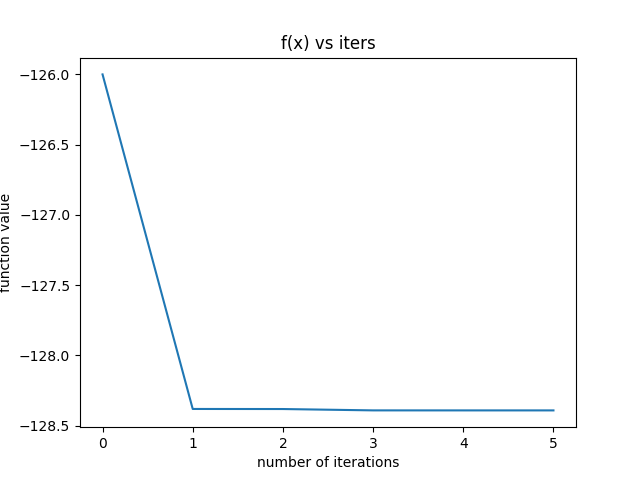 f(x) vs iters
−126.0
−126.5
−127.0
−127.5
−128.0
−128.5
function value
0 1 2 3 4 5
number of iterations